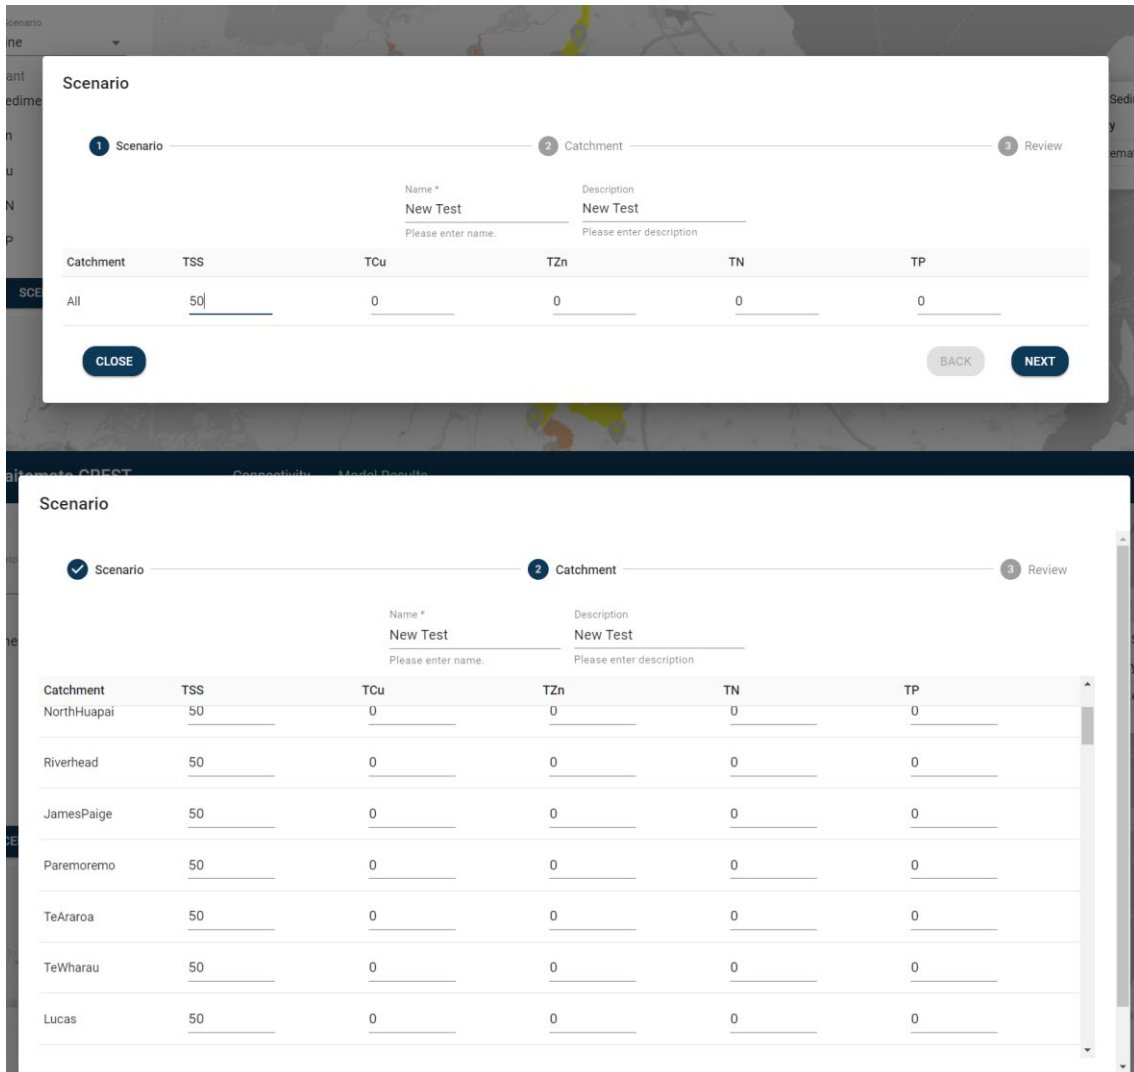 Scenario
1 Scenario 2 Catchment 3 Review
Name * Description
New Test New Test
Please enter name. Please enter description
Catchment TSS TCu TZn TN TP
All 50 0 0 0 0
CLOSE BACK NEXT
Connectivity Model Results
Scenario
Scenario 2 Catchment 3 Review
Name * Description
New Test New Test
Please enter name. Please enter description
Catchment TSS TCu TZn TN TP
NorthHuapai 50 0 0 0 0
Riverhead 50 0 0 0 0
JamesPaige 50 0 0 0 0
Paremoremo 50 0 0 0 0
TeAraroa 50 0 0 0 0
TeWharau 50 0 0 0 0
Lucas 50 0 0 0 0